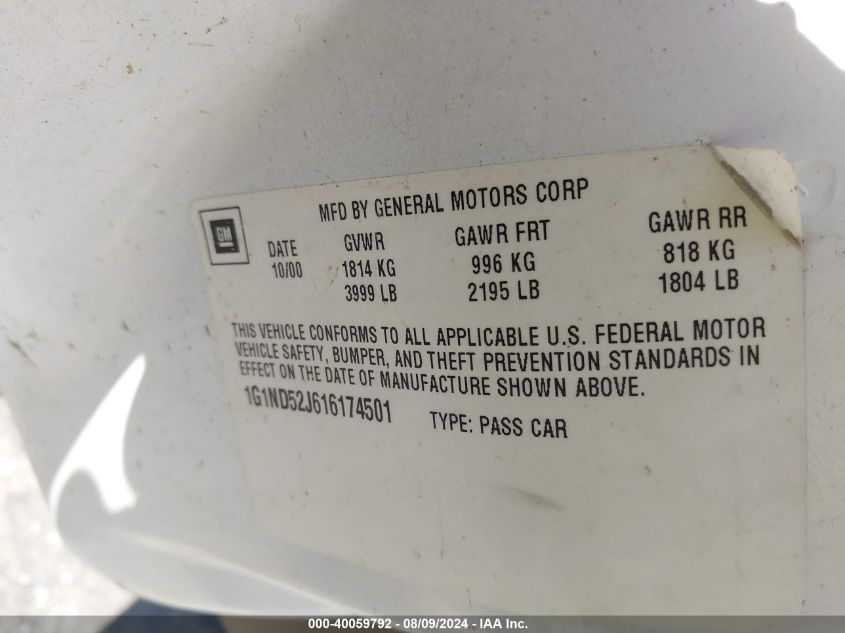 MFD BY GENERAL MOTORS CORP
GM
DATE GVWR GAWR FRT GAWR RR
10/00 1814 KG 996 KG 818 KG
3999 LB 2195 LB 1804 LB
THIS VEHICLE CONFORMS TO ALL APPLICABLE U.S. FEDERAL MOTOR
VEHICLE SAFETY, BUMPER, AND THEFT PREVENTION STANDARDS IN
EFFECT ON THE DATE OF MANUFACTURE SHOWN ABOVE.
1G1ND52J616174501 TYPE: PASS CAR
000-40059792 - 08/09/2024 - IAA Inc.